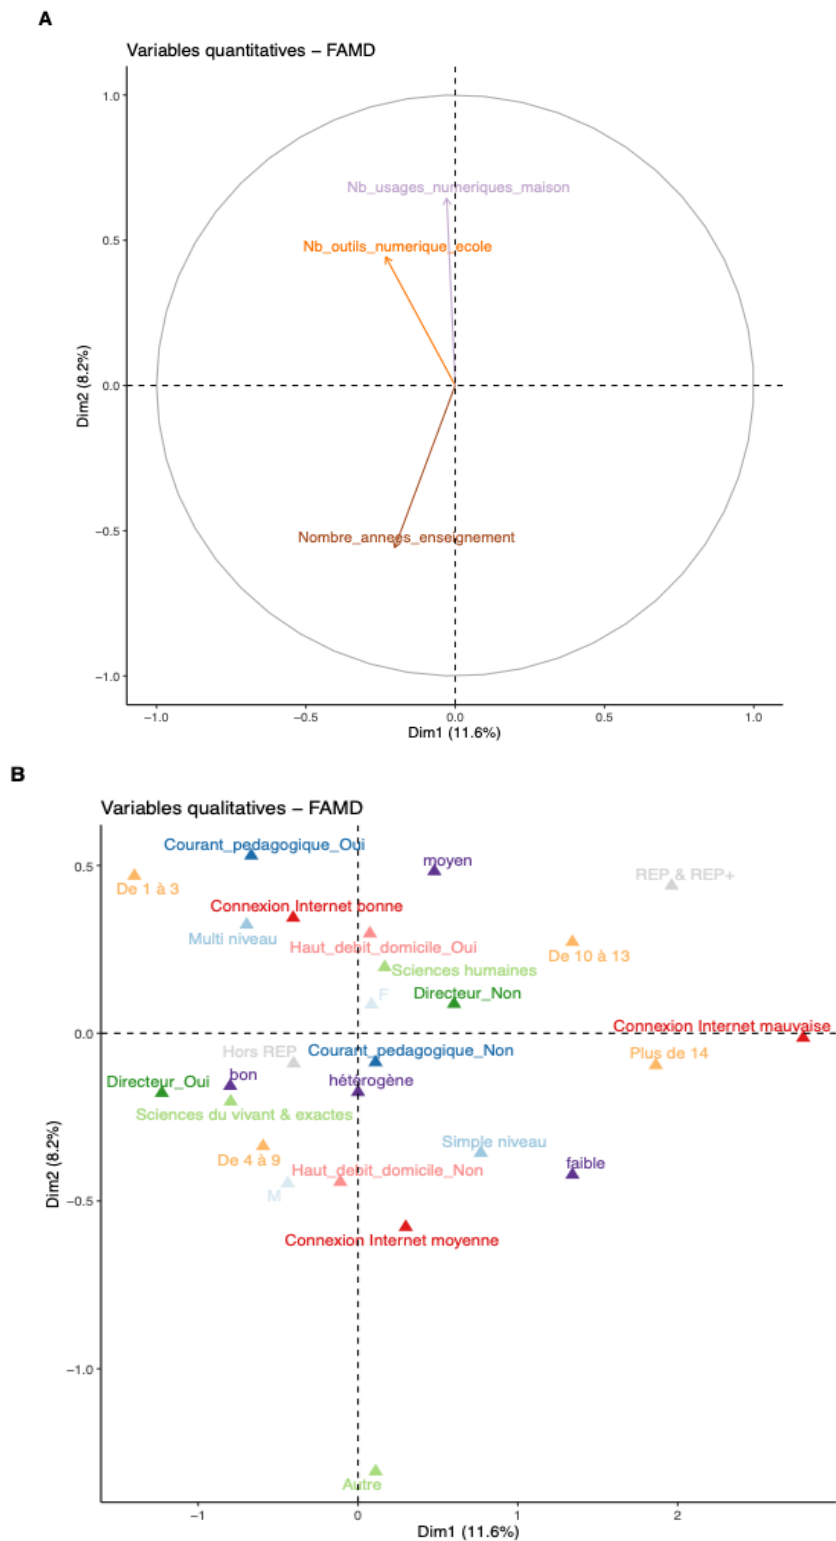 A
Variables quantitatives – FAMD
1.0
Nb_usages_numeriques_maison
0.5
Nb_outils_numerique_ecole
0.0
Dim2 (8.2%)
−0.5
Nombre_annees_enseignement
−1.0
−1.0 −0.5 0.0 0.5 1.0
Dim1 (11.6%)
B
Variables qualitatives – FAMD
Courant_pedagogique_Oui
moyen
0.5
REP & REP+
De 1 à 3
Connexion Internet bonne
Multi niveau
Haut_debit_domicile_Oui
De 10 à 13
Sciences humaines
F
Directeur_Non
Connexion Internet mauvaise
0.0
Hors REP
Courant_pedagogique_Non
Plus de 14
Directeur_Oui
bon
hétérogène
Sciences du vivant & exactes
Simple niveau
De 4 à 9
Haut_debit_domicile_Non
faible
M
−0.5
Dim2 (8.2%)
Connexion Internet moyenne
−1.0
Autre
−1 0 1 2
Dim1 (11.6%)